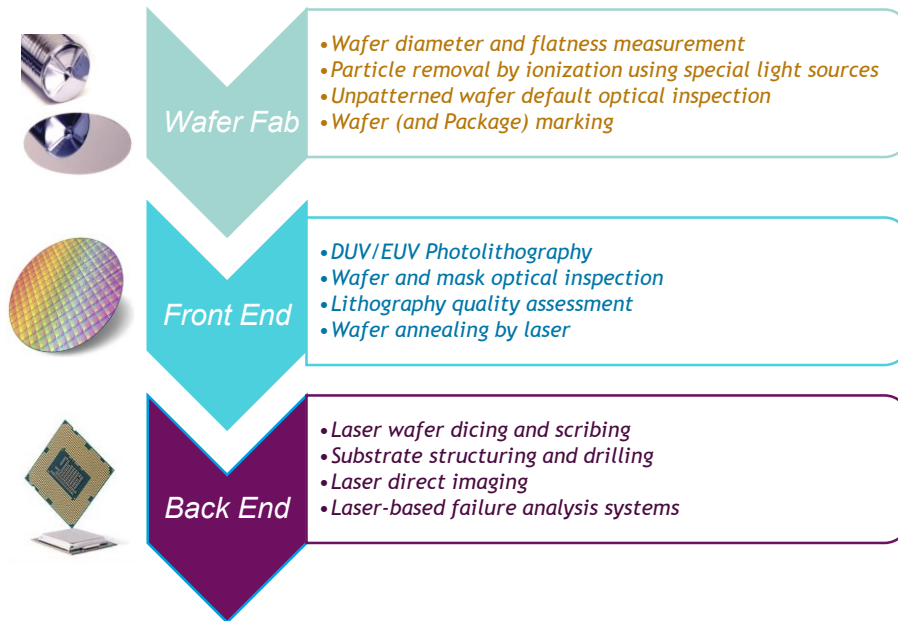 Wafer Fab
•Wafer diameter and flatness measurement
•Particle removal by ionization using special light sources
•Unpatterned wafer default optical inspection
•Wafer (and Package) marking
Front End
•DUV/EUV Photolithography
•Wafer and mask optical inspection
•Lithography quality assessment
•Wafer annealing by laser
Back End
•Laser wafer dicing and scribing
•Substrate structuring and drilling
•Laser direct imaging
•Laser-based failure analysis systems